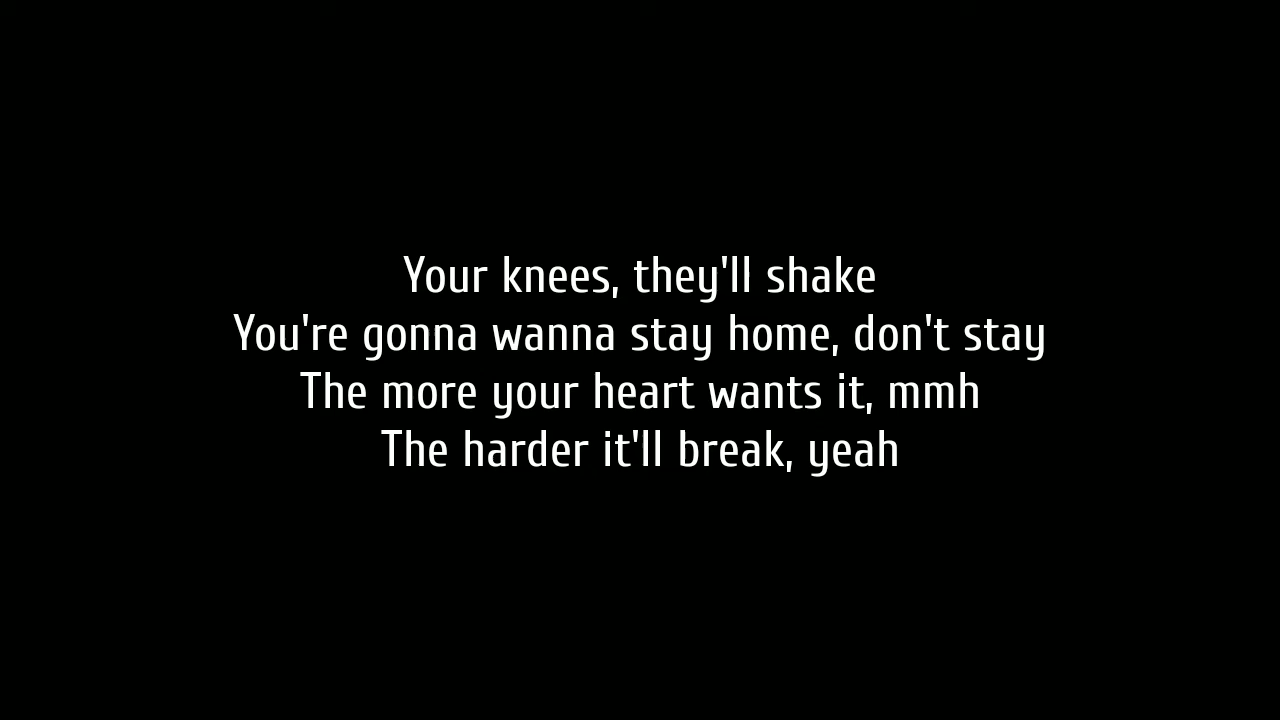 Your knees, they'll shake
You're gonna wanna stay home, don't stay
The more your heart wants it, mmh
The harder it'll break, yeah